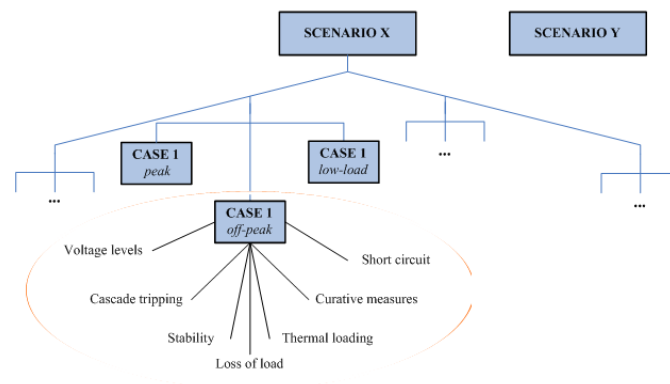 SCENARIO X
SCENARIO Y
CASE 1
peak
CASE 1
low-load
...
...
...
CASE 1
off-peak
Voltage levels
Short circuit
Cascade tripping
Curative measures
Stability
Thermal loading
Loss of load